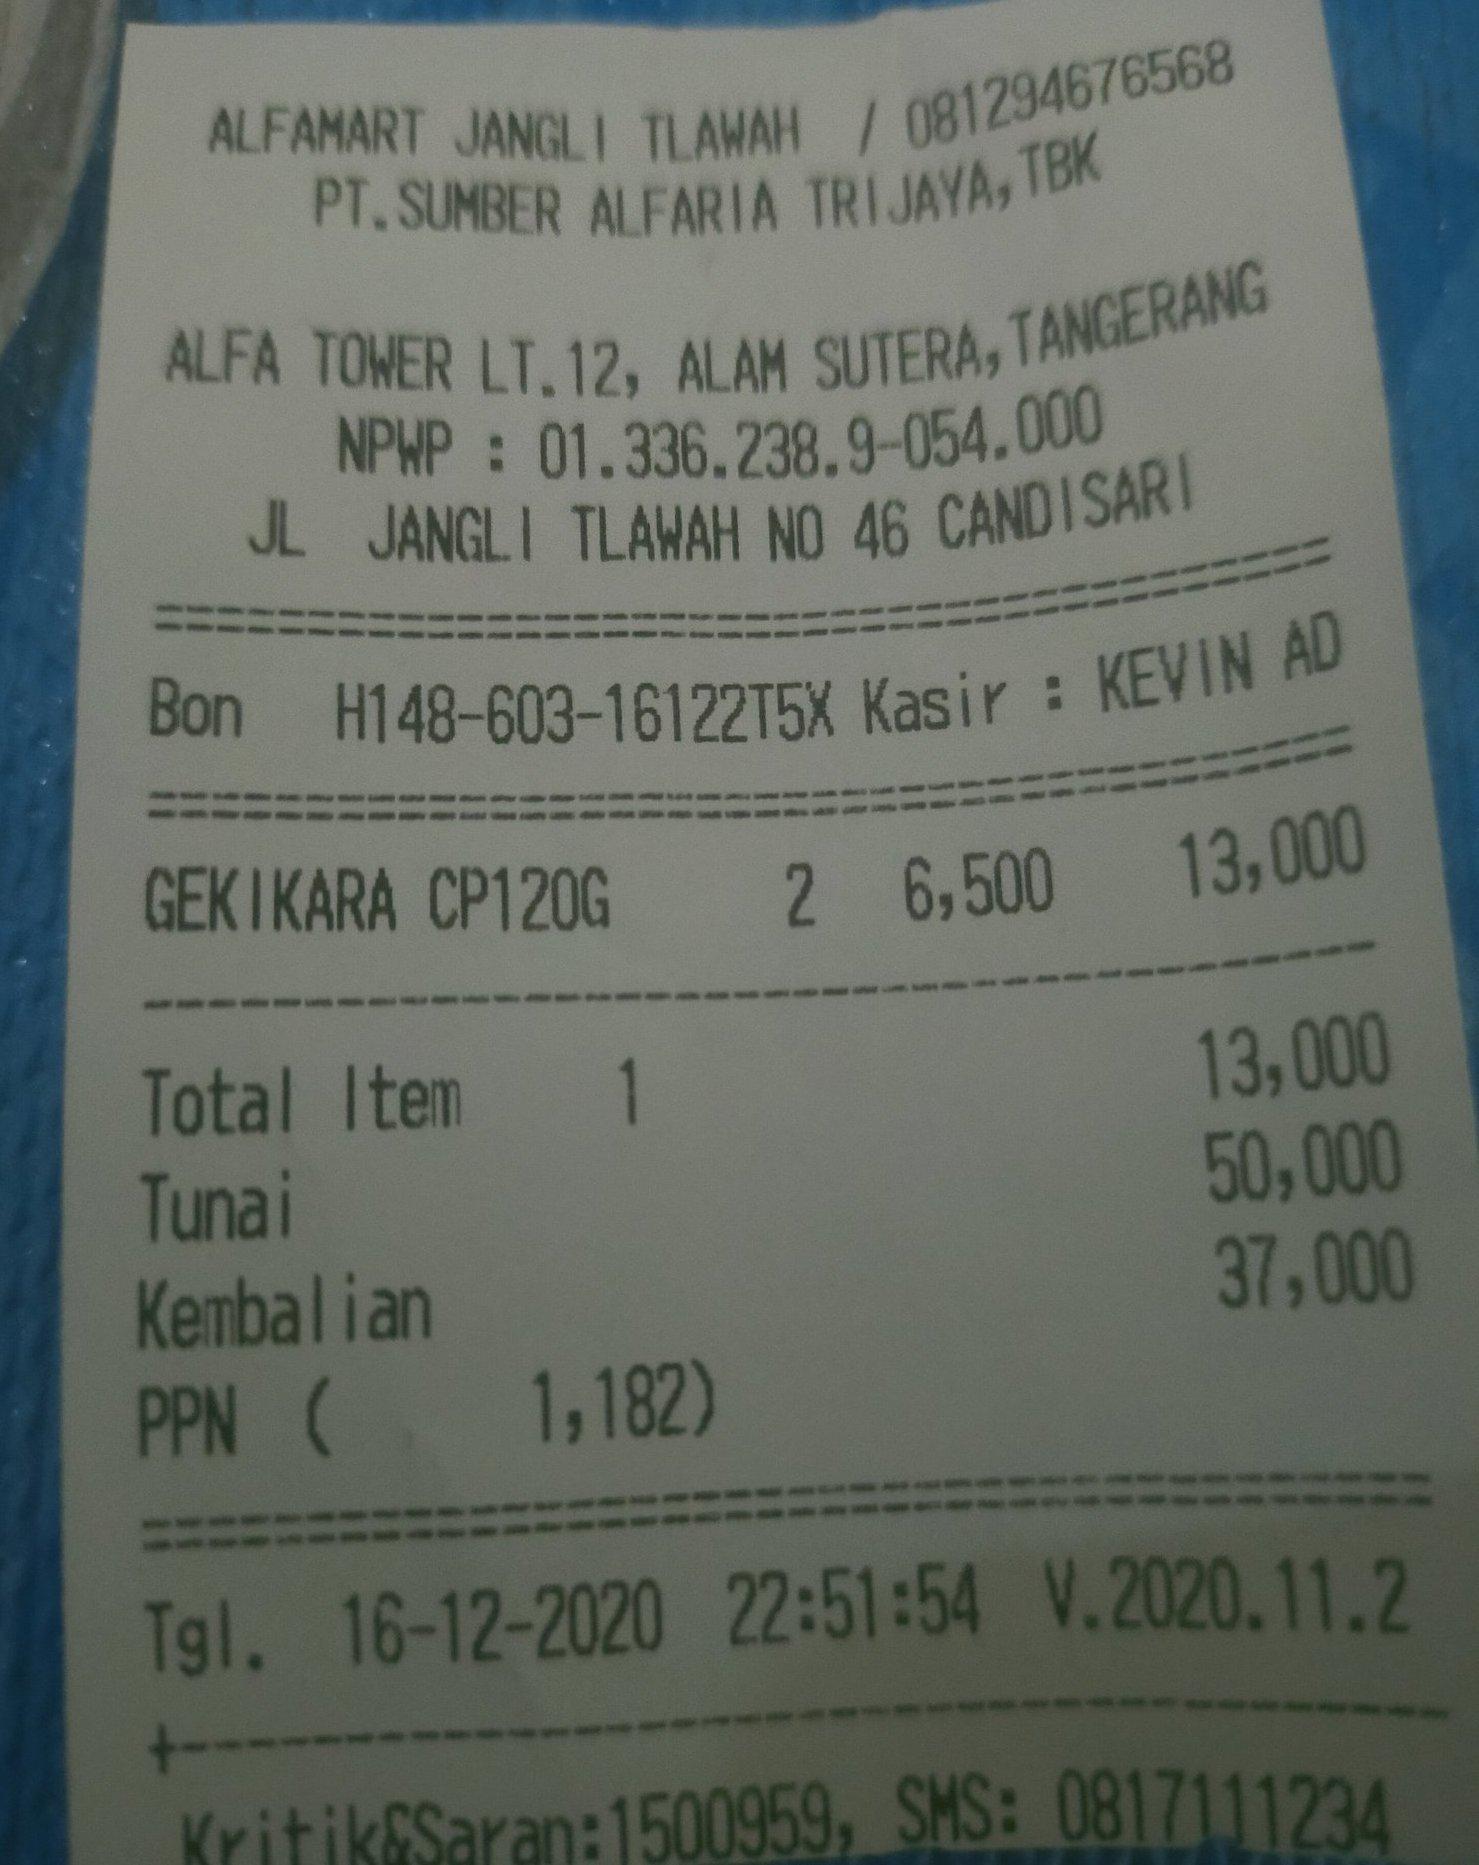 ALFAMART JANGLI TLAWAH / 081294676568
PT.SUMBER ALFARIA TRIJAYA,TBK
ALFA TOWER LT.12, ALAM SUTERA,TANGERANG
NPWP : 01.336.238.9-054.000
JL JANGLI TLAWAH NO 46 CANDISARI
Bon H148-603-16122T5X Kasir : KEVIN AD
GEKIKARA CP120G 2 6,500 13,000
Total Item 1 13,000
Tunai 50,000
Kembalian 37,000
PPN ( 1,182)
Tgl. 16-12-2020 22:51:54 V.2020.11.2
Kritik&Saran:1500959, SMS: 0817111234